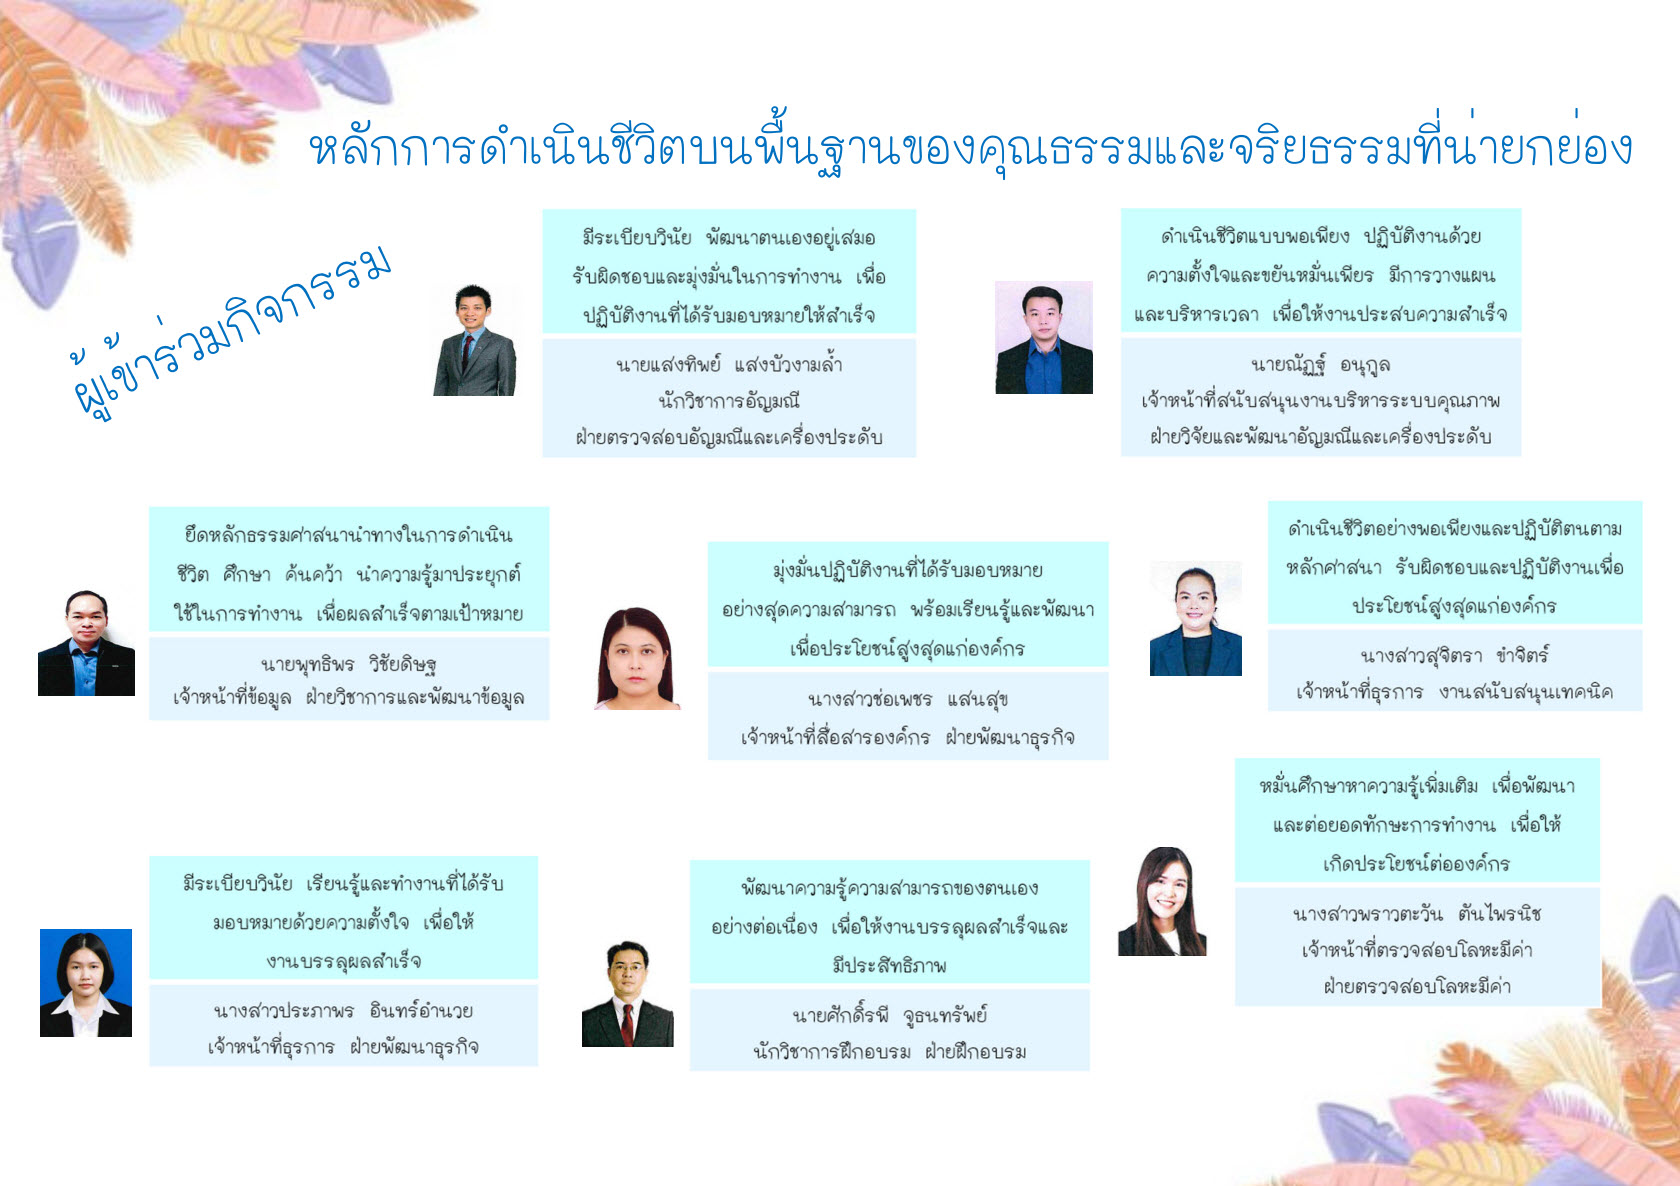 หลักการดำเนินชีวิตบนพื้นฐานของคุณธรรมและจริยธรรมที่น่ายกย่อง
ผู้เข้าร่วมกิจกรรม
มีระเบียบวินัย พัฒนาตนเองอยู่เสมอ
รับผิดชอบและมุ่งมั่นในการทำงาน เพื่อ
ปฏิบัติงานที่ได้รับมอบหมายให้สำเร็จ
นายแสงทิพย์ แสงบัวงามล้ำ
นักวิชาการอัญมณี
ฝ่ายตรวจสอบอัญมณีและเครื่องประดับ
ดำเนินชีวิตแบบพอเพียง ปฏิบัติงานด้วย
ความตั้งใจและขยันหมั่นเพียร มีการวางแผน
และบริหารเวลา เพื่อให้งานประสบความสำเร็จ
นายณัฏฐ์ อนุกูล
เจ้าหน้าที่สนับสนุนงานบริหารระบบคุณภาพ
ฝ่ายวิจัยและพัฒนาอัญมณีและเครื่องประดับ
ยึดหลักธรรมศาสนานำทางในการดำเนิน
ชีวิต ศึกษา ค้นคว้า นำความรู้มาประยุกต์
ใช้ในการทำงาน เพื่อผลสำเร็จตามเป้าหมาย
นายพุทธิพร วิชัยดิษฐ
เจ้าหน้าที่ข้อมูล ฝ่ายวิชาการและพัฒนาข้อมูล
มุ่งมั่นปฏิบัติงานที่ได้รับมอบหมาย
อย่างสุดความสามารถ พร้อมเรียนรู้และพัฒนา
เพื่อประโยชน์สูงสุดแก่องค์กร
นางสาวช่อเพชร แสนสุข
เจ้าหน้าที่สื่อสารองค์กร ฝ่ายพัฒนาธุรกิจ
ดำเนินชีวิตอย่างพอเพียงและปฏิบัติตนตาม
หลักศาสนา รับผิดชอบและปฏิบัติงานเพื่อ
ประโยชน์สูงสุดแก่องค์กร
นางสาวสุจิตรา ขำจิตร์
เจ้าหน้าที่ธุรการ งานสนับสนุนเทคนิค
มีระเบียบวินัย เรียนรู้และทำงานที่ได้รับ
มอบหมายด้วยความตั้งใจ เพื่อให้
งานบรรลุผลสำเร็จ
นางสาวประภาพร อินทร์อำนวย
เจ้าหน้าที่ธุรการ ฝ่ายพัฒนาธุรกิจ
พัฒนาความรู้ความสามารถของตนเอง
อย่างต่อเนื่อง เพื่อให้งานบรรลุผลสำเร็จและ
มีประสิทธิภาพ
นายศักดิ์รพี จูธนทรัพย์
นักวิชาการฝึกอบรม ฝ่ายฝึกอบรม
หมั่นศึกษาหาความรู้เพิ่มเติม เพื่อพัฒนา
และต่อยอดทักษะการทำงาน เพื่อให้
เกิดประโยชน์ต่อองค์กร
นางสาวพราวตะวัน ตันไพรนิช
เจ้าหน้าที่ตรวจสอบโลหะมีค่า
ฝ่ายตรวจสอบโลหะมีค่า